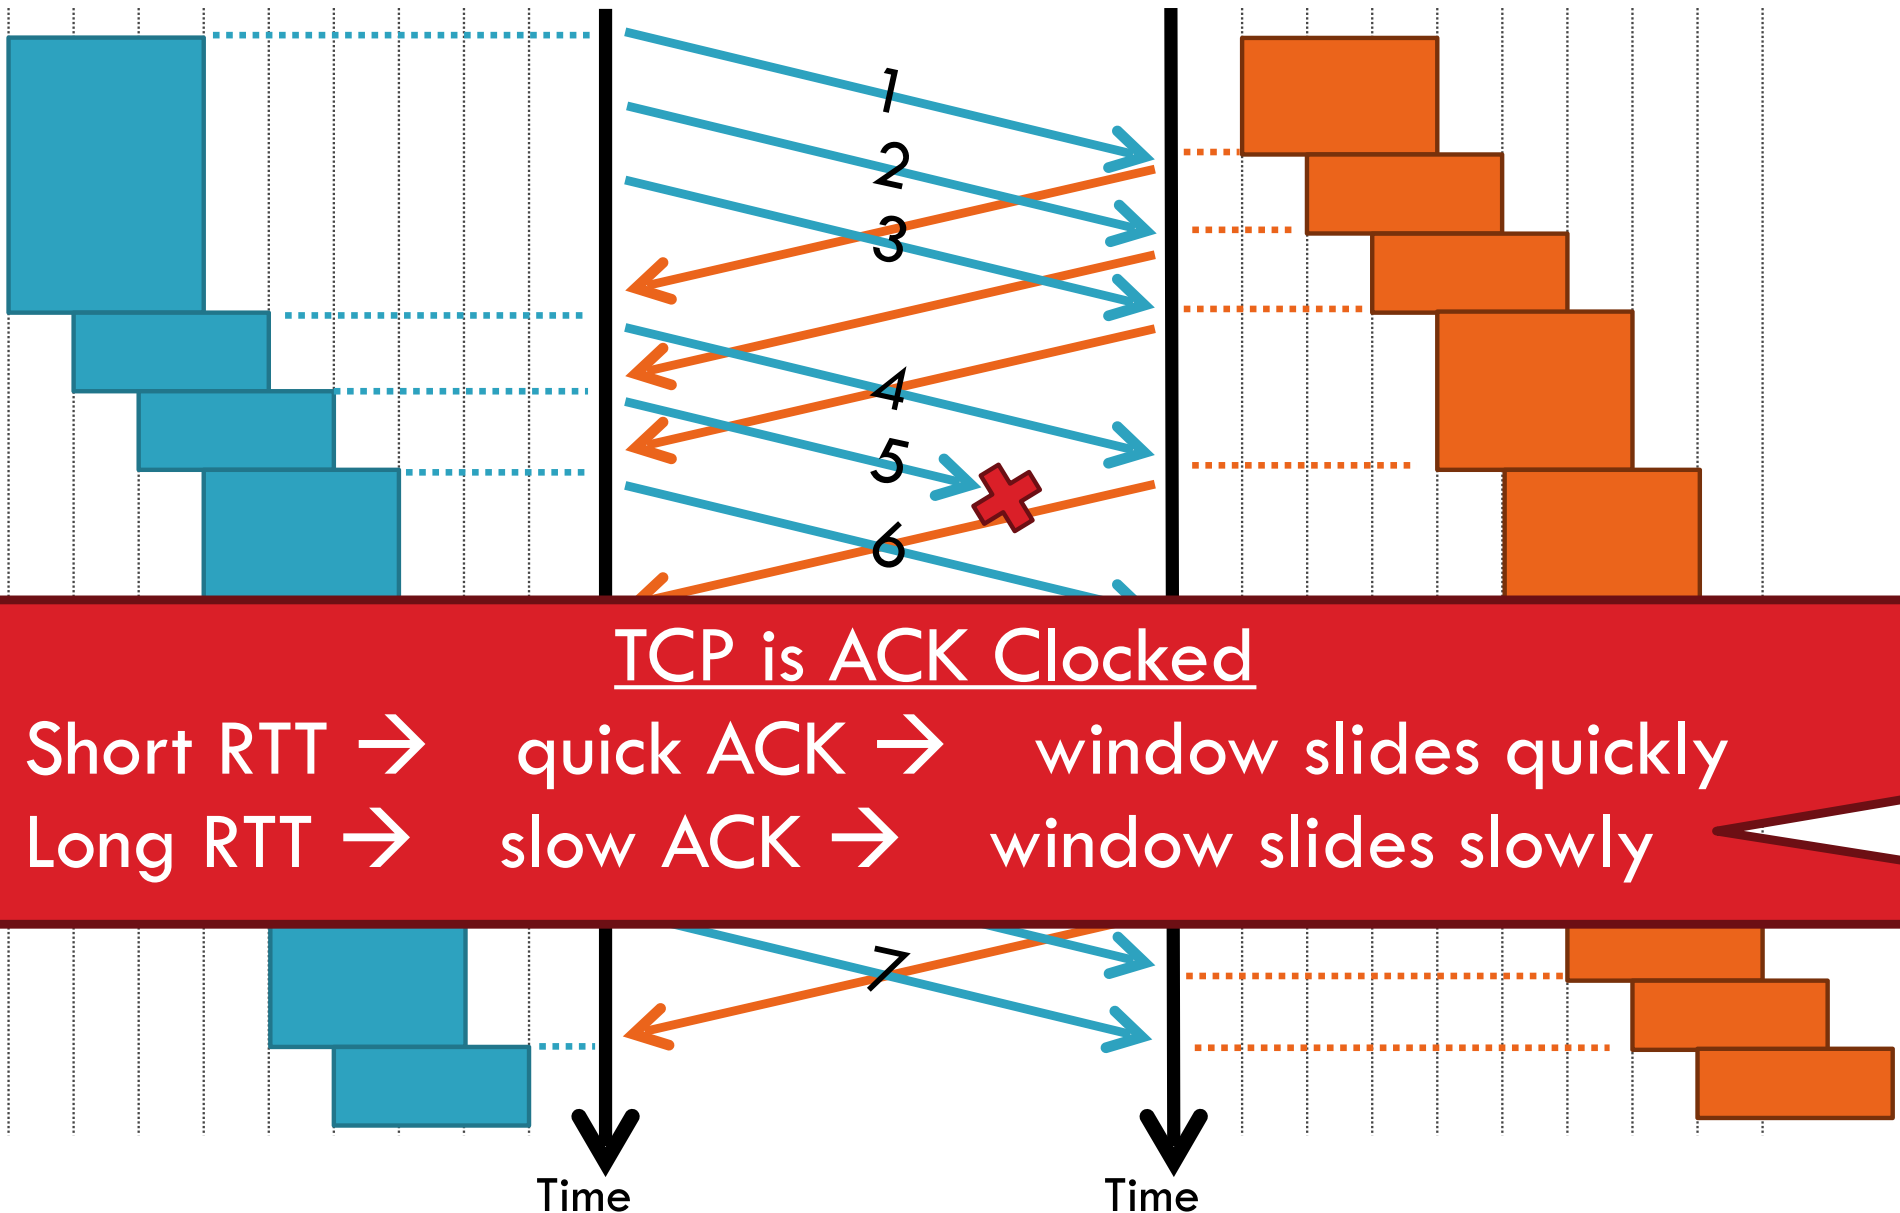 1
2
3
4
5
6
TCP is ACK Clocked
Short RTT → quick ACK → window slides quickly
Long RTT → slow ACK → window slides slowly
7
Time Time